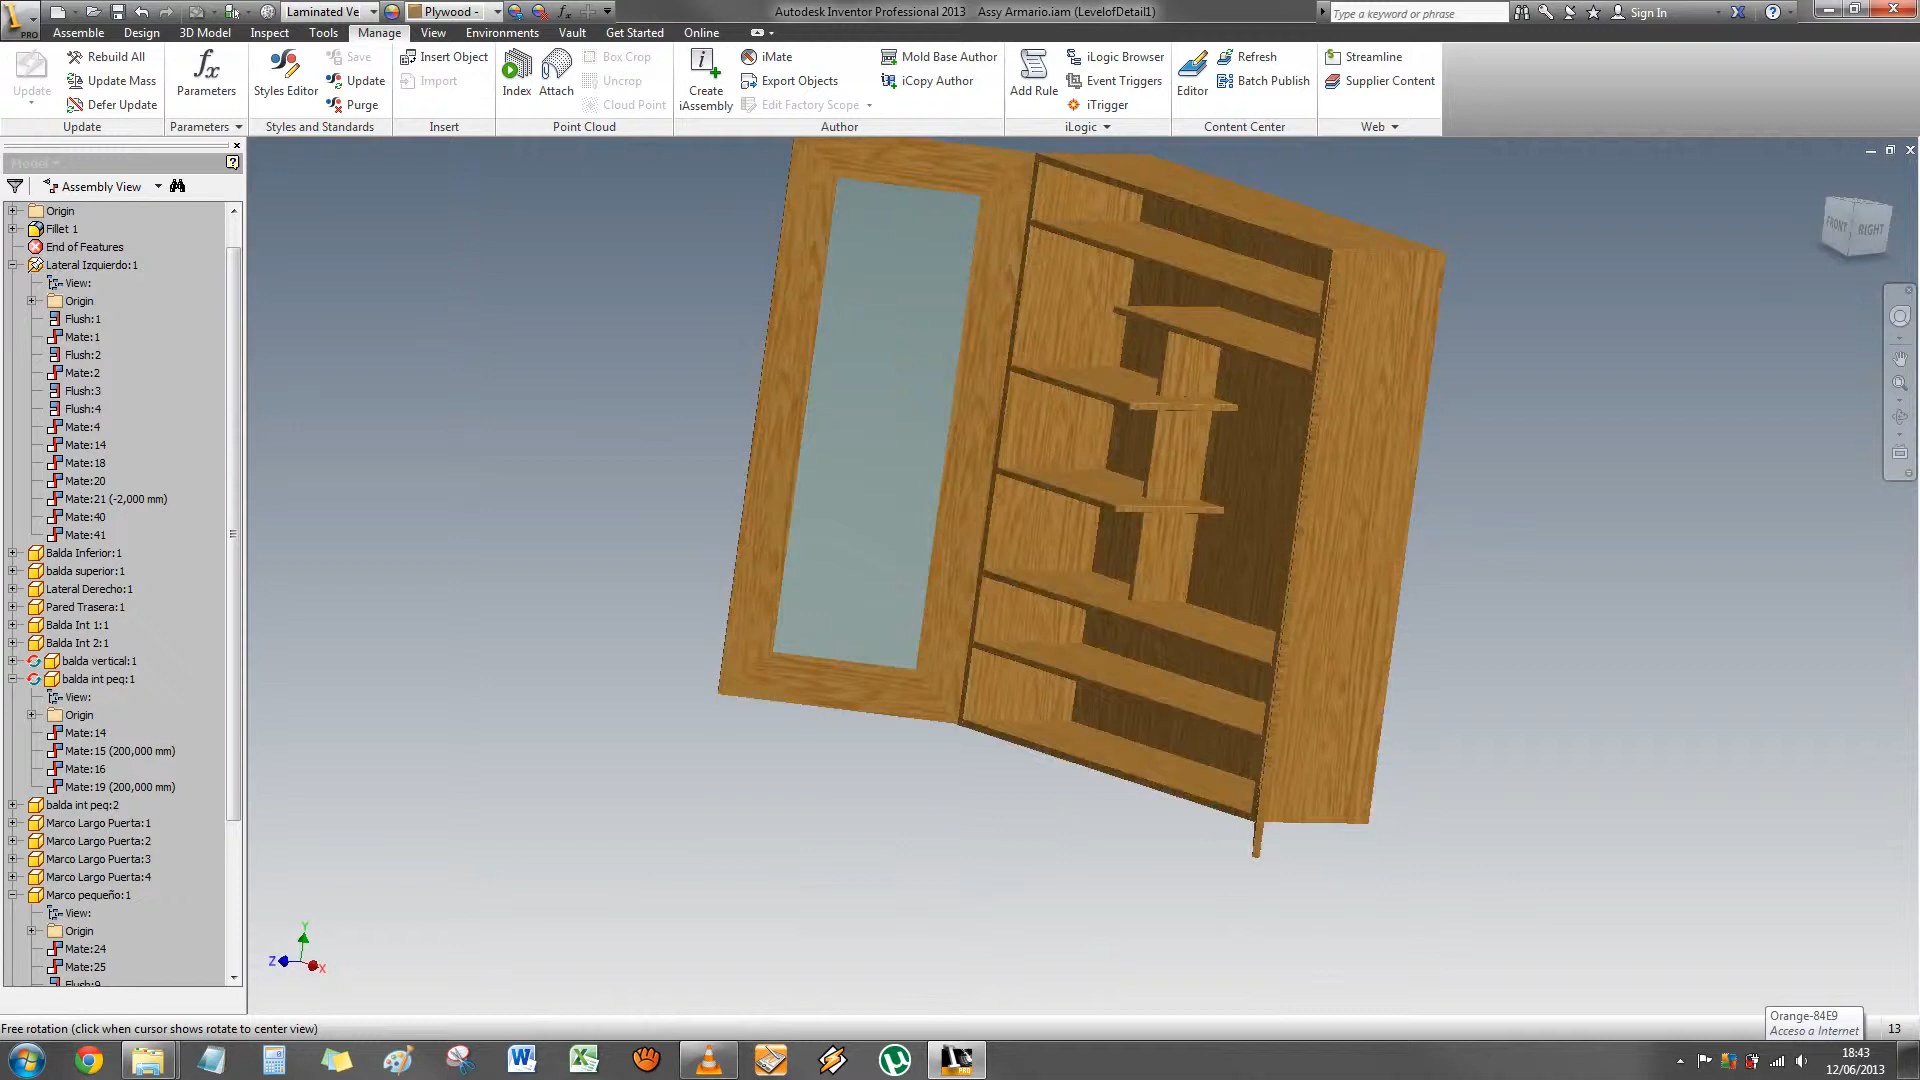 Laminated Ve
Plywood -
Autodesk Inventor Professional 2013 Assy Armario.iam (LevelofDetail1)
Type a keyword or phrase
Sign In
PRO
Assemble Design 3D Model Inspect Tools Manage View Environments Vault Get Started Online
Update
Rebuild All
Update Mass
Defer Update
Update
fx
Parameters
Parameters
Styles Editor
Save
Update
Purge
Styles and Standards
Insert Object
Import
Insert
Index
Attach
Box Crop
Uncrop
Cloud Point
Point Cloud
Create
iAssembly
iMate
Export Objects
Edit Factory Scope
Mold Base Author
iCopy Author
Author
Add Rule
iLogic Browser
Event Triggers
iTrigger
iLogic
Editor
Refresh
Batch Publish
Content Center
Streamline
Supplier Content
Web
Model
Assembly View
Origin
Fillet 1
End of Features
Lateral Izquierdo:1
View:
Origin
Flush:1
Mate:1
Flush:2
Mate:2
Flush:3
Flush:4
Mate:4
Mate:14
Mate:18
Mate:20
Mate:21 (-2,000 mm)
Mate:40
Mate:41
Balda Inferior:1
balda superior:1
Lateral Derecho:1
Pared Trasera:1
Balda Int 1:1
Balda Int 2:1
balda vertical:1
balda int peq:1
View:
Origin
Mate:14
Mate:15 (200,000 mm)
Mate:16
Mate:19 (200,000 mm)
balda int peq:2
Marco Largo Puerta:1
Marco Largo Puerta:2
Marco Largo Puerta:3
Marco Largo Puerta:4
Marco pequeño:1
View:
Origin
Mate:24
Mate:25
Flush:9
FRONT
RIGHT
Y
Z
X
Free rotation (click when cursor shows rotate to center view)
Orange-84E9
Acceso a Internet
13
18:43
12/06/2013